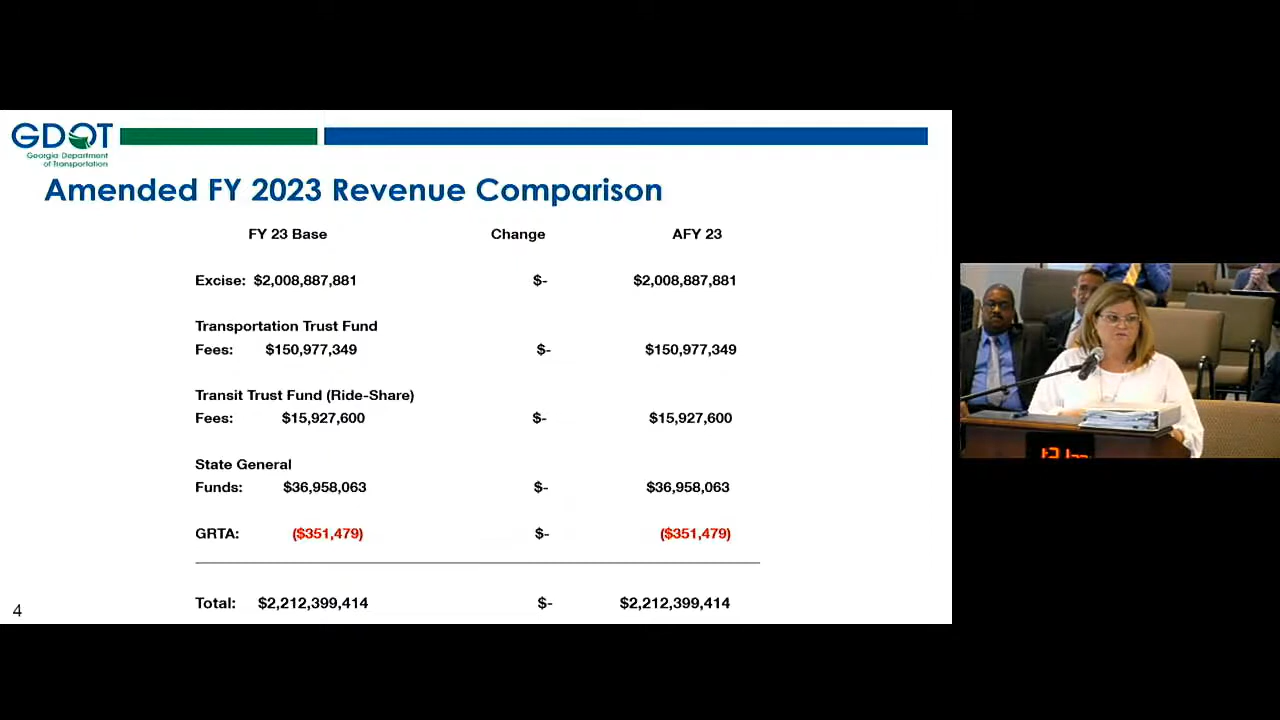 GDOT
Georgia Department
of Transportation
Amended FY 2023 Revenue Comparison
FY 23 Base Change AFY 23
Excise: $2,008,887,881 $- $2,008,887,881
Transportation Trust Fund
Fees: $150,977,349 $- $150,977,349
Transit Trust Fund (Ride-Share)
Fees: $15,927,600 $- $15,927,600
State General
Funds: $36,958,063 $- $36,958,063
GRTA: ($351,479) $- ($351,479)
Total: $2,212,399,414 $- $2,212,399,414
4